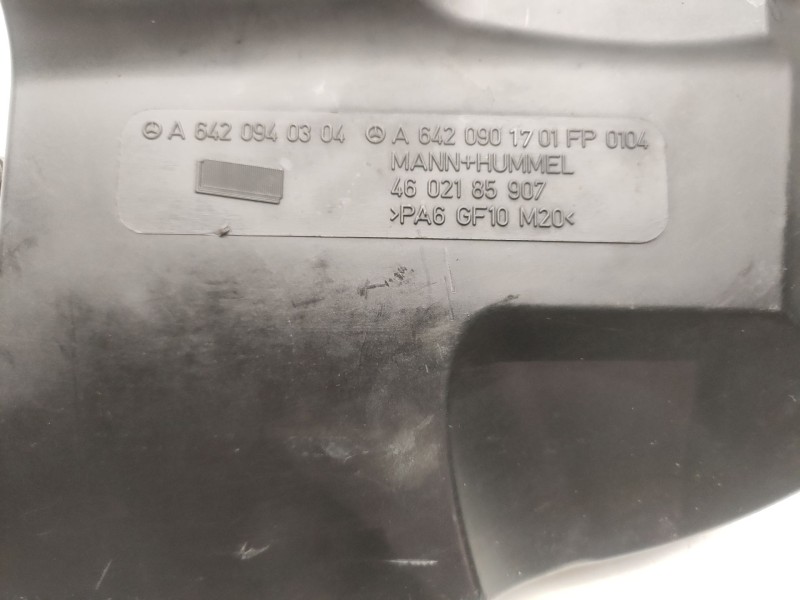 A 642 094 03 04
A 642 090 17 01 FP 0104
MANN+HUMMEL
46 021 85 907
>PA6 GF10 M20<